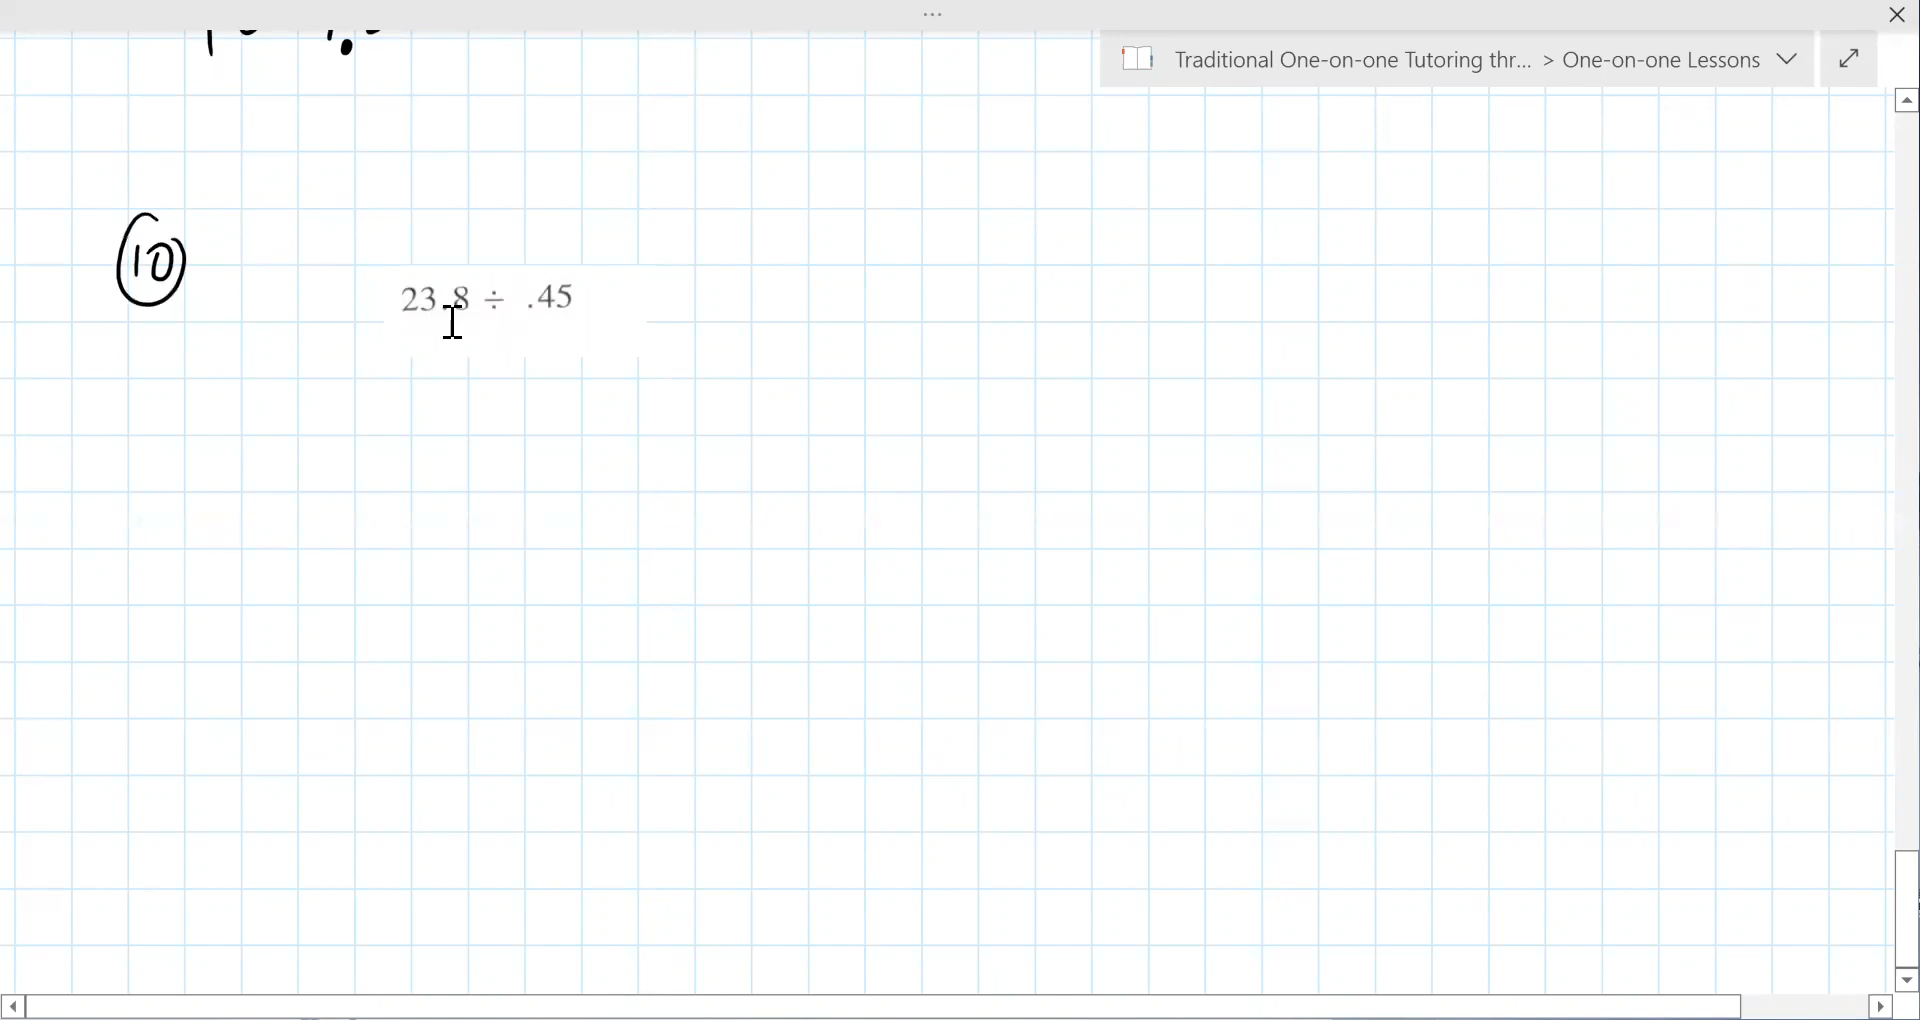 Traditional One-on-one Tutoring thr... > One-on-one Lessons
10
23.8 ÷ .45